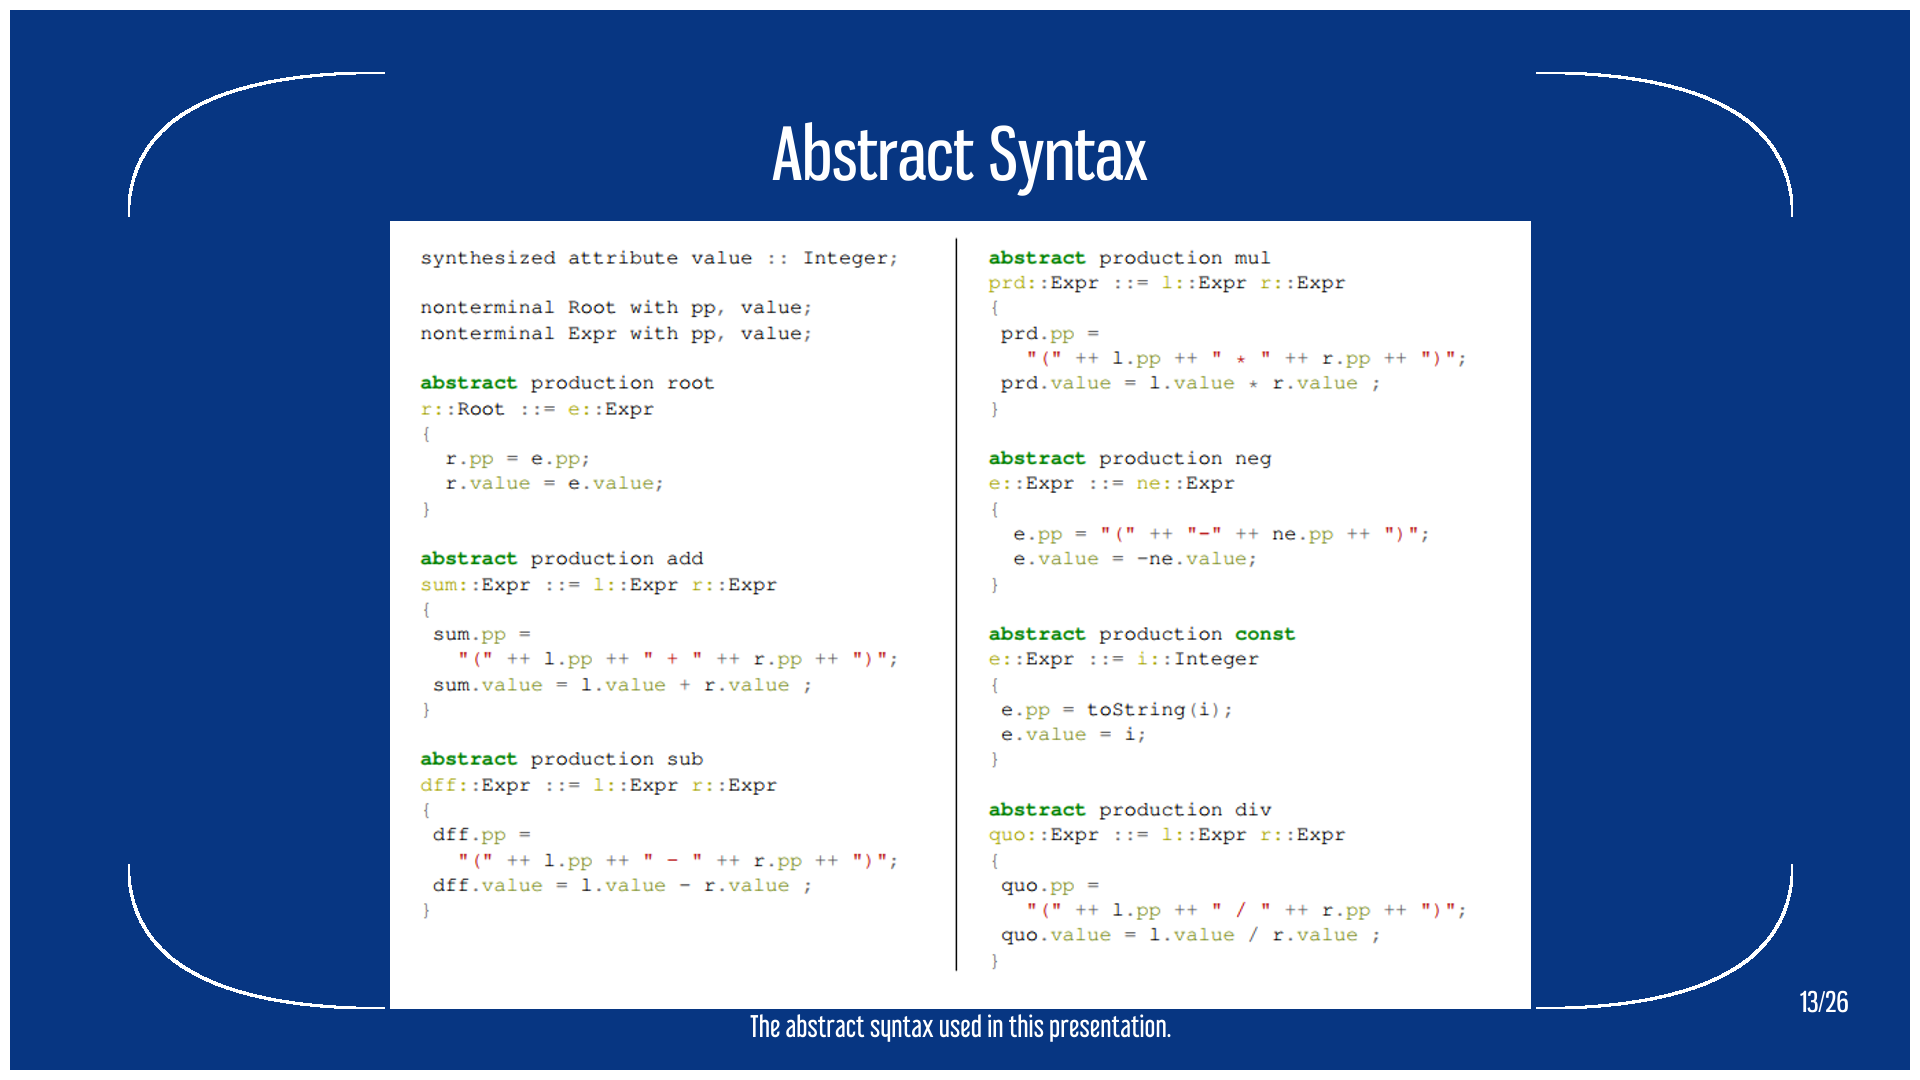 Abstract Syntax
synthesized attribute value :: Integer;
nonterminal Root with pp, value;
nonterminal Expr with pp, value;
abstract production root
r::Root ::= e::Expr
{
r.pp = e.pp;
r.value = e.value;
}
abstract production add
sum::Expr ::= l::Expr r::Expr
{
sum.pp =
"(" ++ l.pp ++ " + " ++ r.pp ++ ")";
sum.value = l.value + r.value ;
}
abstract production sub
dff::Expr ::= l::Expr r::Expr
{
dff.pp =
"(" ++ l.pp ++ " - " ++ r.pp ++ ")";
dff.value = l.value - r.value ;
}
abstract production mul
prd::Expr ::= l::Expr r::Expr
{
prd.pp =
"(" ++ l.pp ++ " * " ++ r.pp ++ ")";
prd.value = l.value * r.value ;
}
abstract production neg
e::Expr ::= ne::Expr
{
e.pp = "(" ++ "-" ++ ne.pp ++ ")";
e.value = -ne.value;
}
abstract production const
e::Expr ::= i::Integer
{
e.pp = toString(i);
e.value = i;
}
abstract production div
quo::Expr ::= l::Expr r::Expr
{
quo.pp =
"(" ++ l.pp ++ " / " ++ r.pp ++ ")";
quo.value = l.value / r.value ;
}
13/26
The abstract syntax used in this presentation.